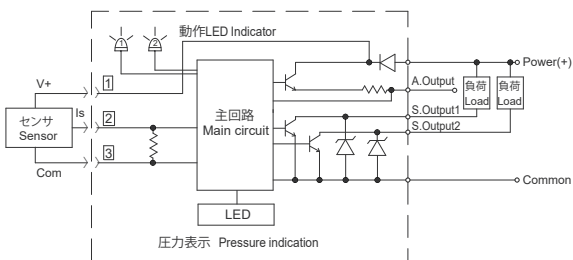 1
2
動作LED Indicator
Power(+)
V+
1
A.Output
負荷
Load
負荷
Load
センサ
Sensor
Is
2
主回路
Main circuit
S.Output1
S.Output2
3
Com
Common
LED
圧力表示 Pressure indication